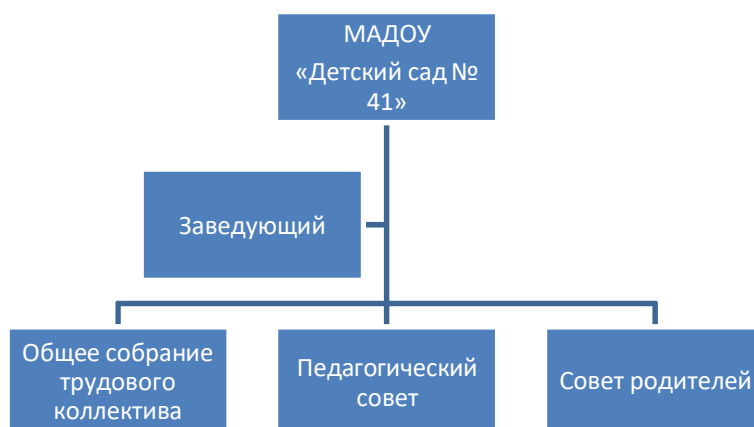 МАДОУ
«Детский сад №
41»
Заведующий
Общее собрание
трудового
коллектива
Педагогический
совет
Совет родителей